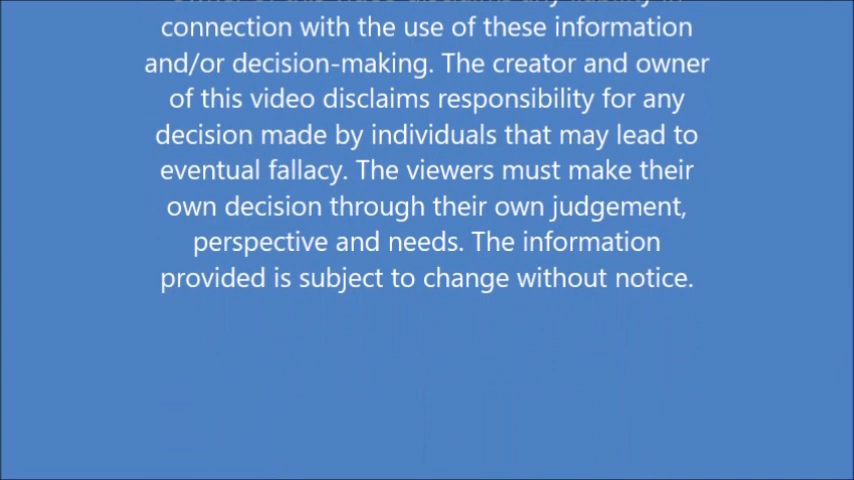 connection with the use of these information
and/or decision-making. The creator and owner
of this video disclaims responsibility for any
decision made by individuals that may lead to
eventual fallacy. The viewers must make their
own decision through their own judgement,
perspective and needs. The information
provided is subject to change without notice.